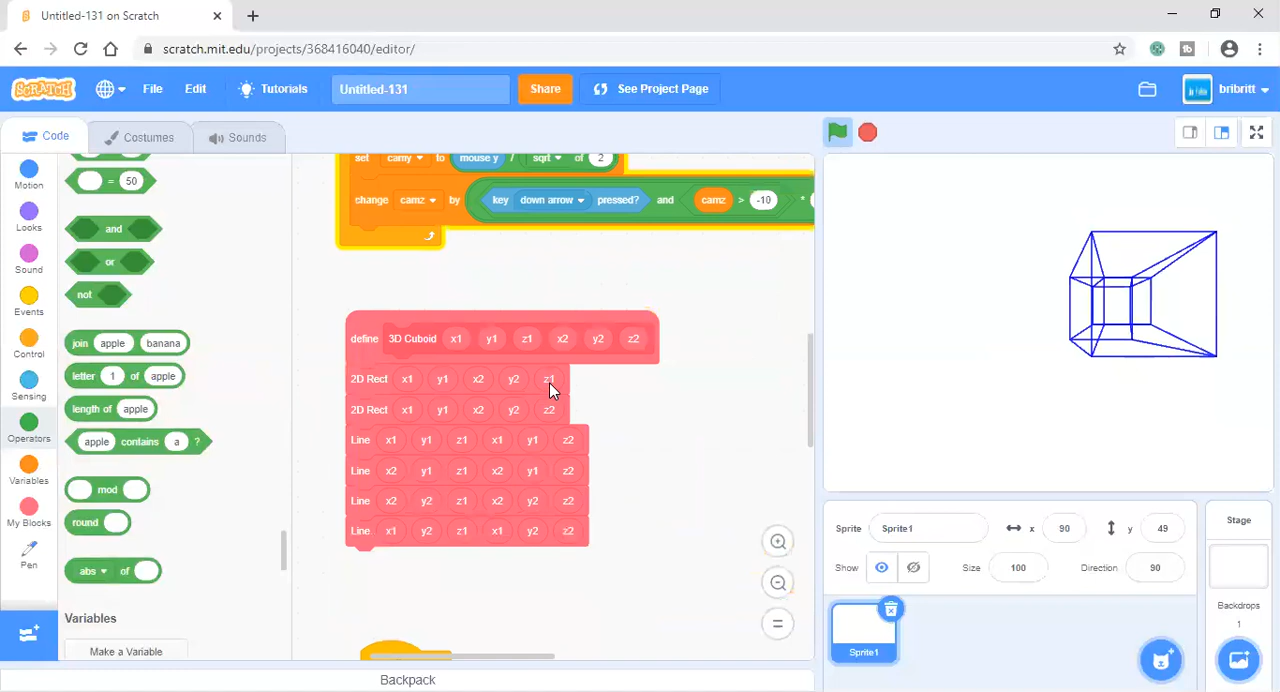 Untitled-131 on Scratch
scratch.mit.edu/projects/368416040/editor/
SCRATCH File Edit Tutorials Untitled-131 Share See Project Page bribritt
Code Costumes Sounds
Motion
Looks
Sound
Events
Control
Sensing
Operators
Variables
My Blocks
Pen
= 50
and
or
not
join apple banana
letter 1 of apple
length of apple
apple contains a ?
mod
round
abs of
Variables
Make a Variable
set camy to mouse y / sqrt of 2
change camz by key down arrow pressed? and camz > -10 *
define 3D Cuboid x1 y1 z1 x2 y2 z2
2D Rect x1 y1 x2 y2 z1
2D Rect x1 y1 x2 y2 z2
Line x1 y1 z1 x1 y1 z2
Line x2 y1 z1 x2 y1 z2
Line x2 y2 z1 x2 y2 z2
Line x1 y2 z1 x1 y2 z2
Backpack
Sprite Sprite1 x 90 y 49
Show Size 100 Direction 90
Sprite1
Stage
Backdrops
1